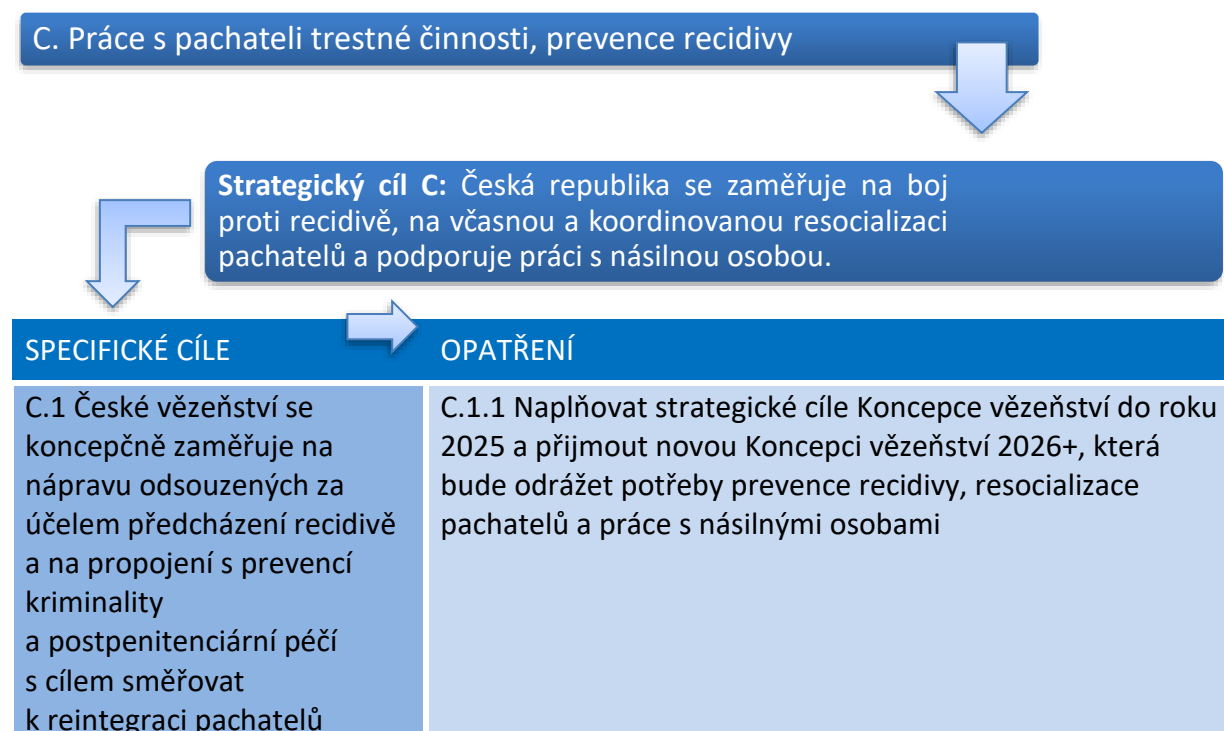 C. Práce s pachateli trestné činnosti, prevence recidivy
Strategický cíl C: Česká republika se zaměřuje na boj
proti recidivě, na včasnou a koordinovanou resocializaci
pachatelů a podporuje práci s násilnou osobou.
SPECIFICKÉ CÍLE
OPATŘENÍ
C.1 České vězeňství se
koncepčně zaměřuje na
nápravu odsouzených za
účelem předcházení recidivě
a na propojení s prevencí
kriminality
a postpenitenciární péčí
s cílem směřovat
k reintegraci pachatelů
C.1.1 Naplňovat strategické cíle Koncepce vězeňství do roku
2025 a přijmout novou Koncepci vězeňství 2026+, která
bude odrážet potřeby prevence recidivy, resocializace
pachatelů a práce s násilnými osobami